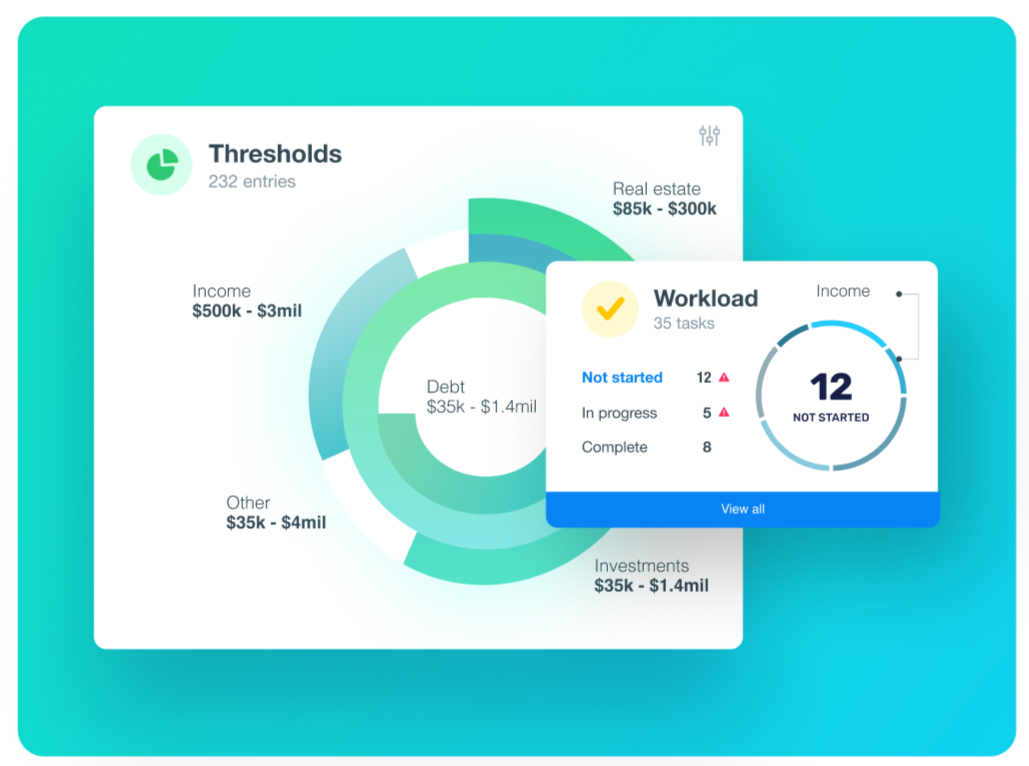 Thresholds
232 entries
Real estate
$85k - $300k
Income
$500k - $3mil
Debt
$35k - $1.4mil
Other
$35k - $4mil
Investments
$35k - $1.4mil
Workload
35 tasks
Income
Not started 12
In progress 5
Complete 8
12
NOT STARTED
View all